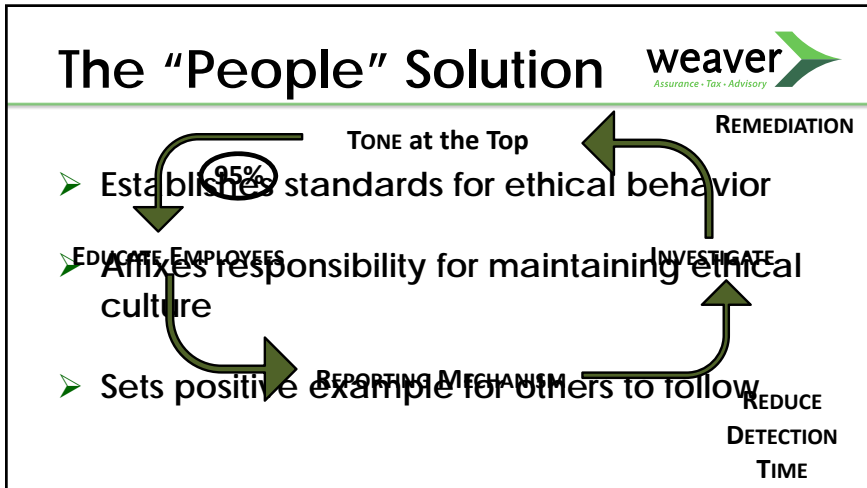 The “People” Solution
weaver
Assurance • Tax • Advisory
TONE at the Top
REMEDIATION
95%
➢ Establishes standards for ethical behavior
EDUCATE EMPLOYEES
INVESTIGATE
➢ Affixes responsibility for maintaining ethical
culture
REPORTING MECHANISM
➢ Sets positive example for others to follow
REDUCE
DETECTION
TIME